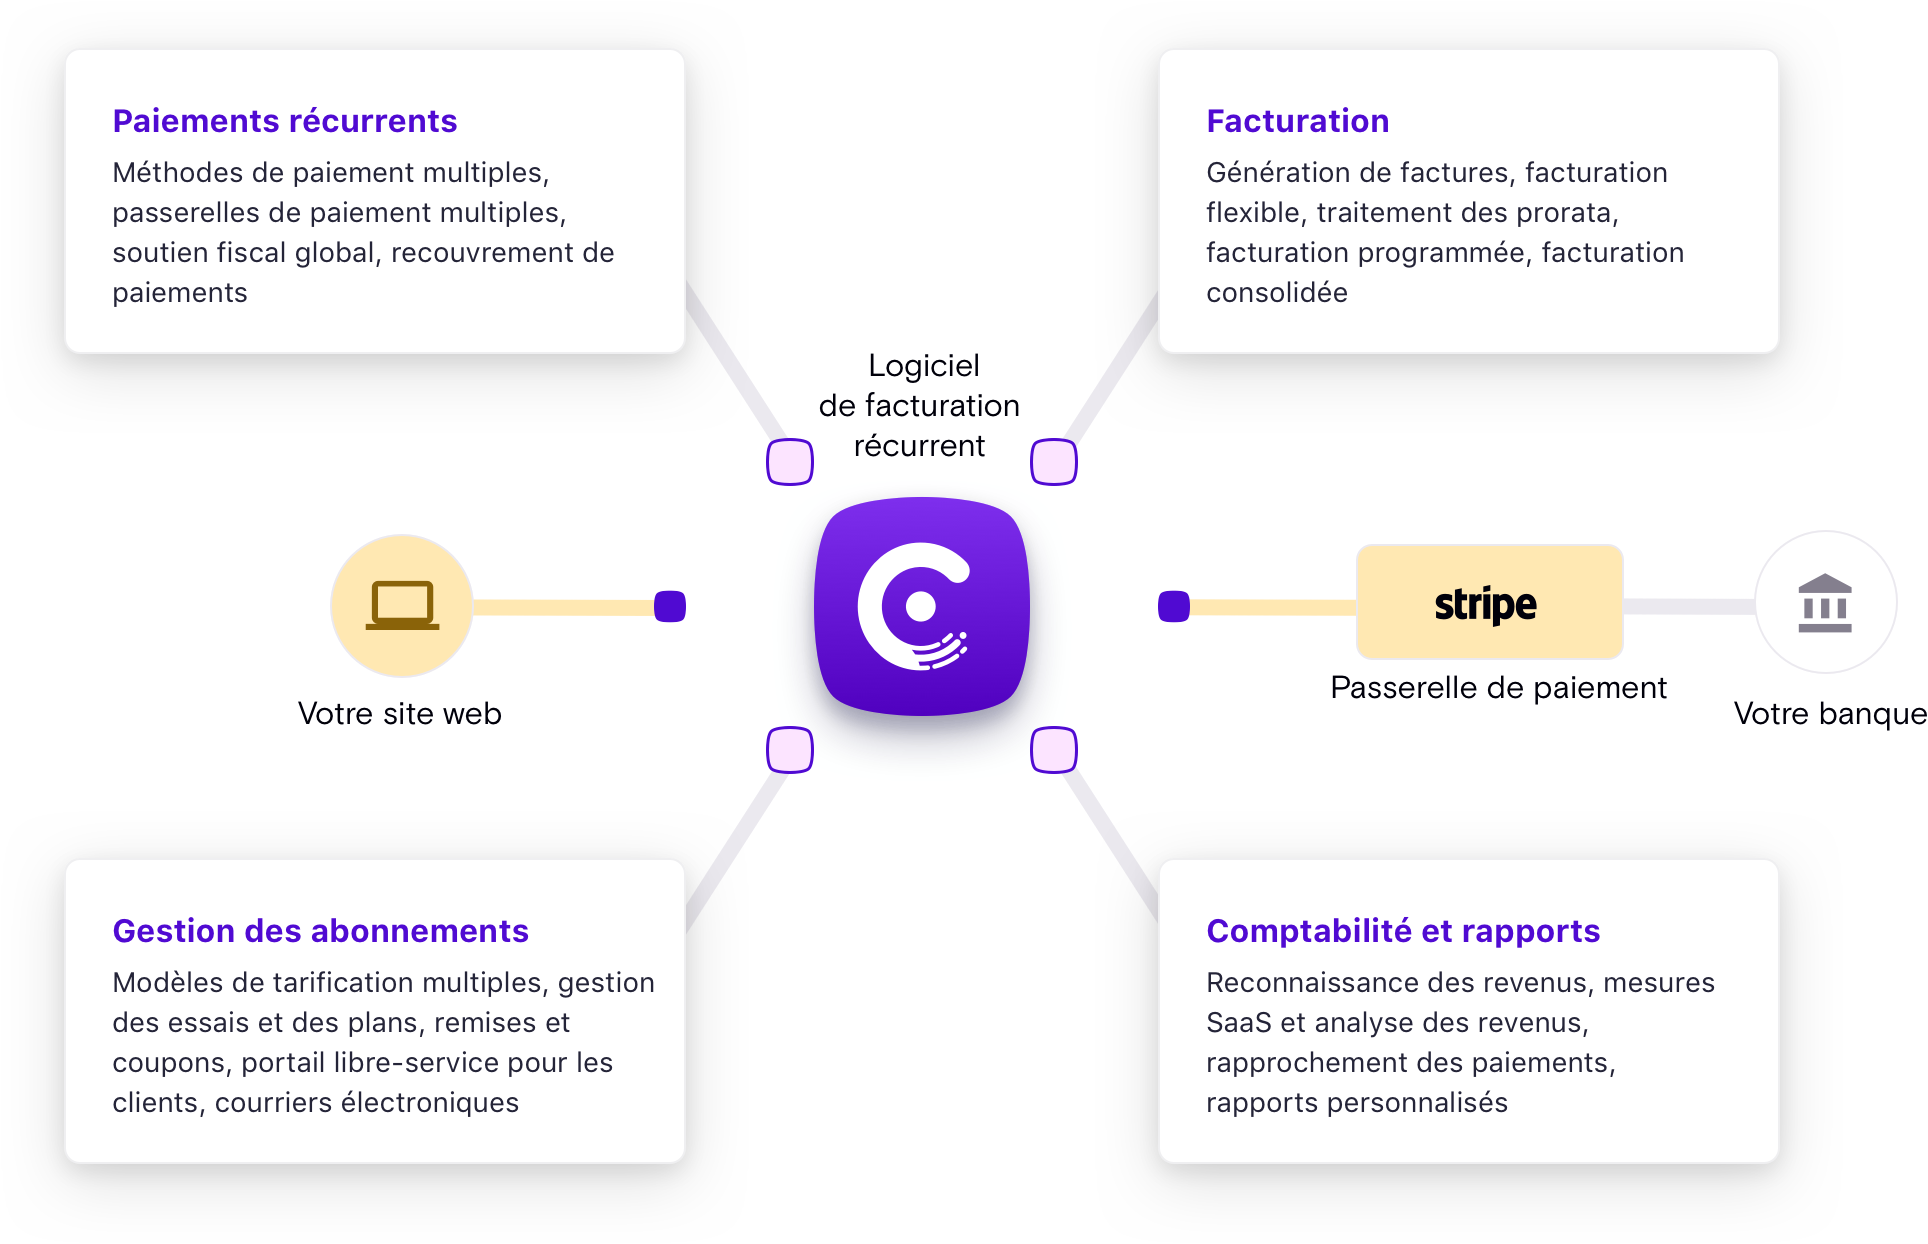 Paiements récurrents
Méthodes de paiement multiples,
passerelles de paiement multiples,
soutien fiscal global, recouvrement de
paiements
Facturation
Génération de factures, facturation
flexible, traitement des prorata,
facturation programmée, facturation
consolidée
Logiciel
de facturation
récurrent
Votre site web
stripe
Passerelle de paiement
Votre banque
Gestion des abonnements
Modèles de tarification multiples, gestion
des essais et des plans, remises et
coupons, portail libre-service pour les
clients, courriers électroniques
Comptabilité et rapports
Reconnaissance des revenus, mesures
SaaS et analyse des revenus,
rapprochement des paiements,
rapports personnalisés